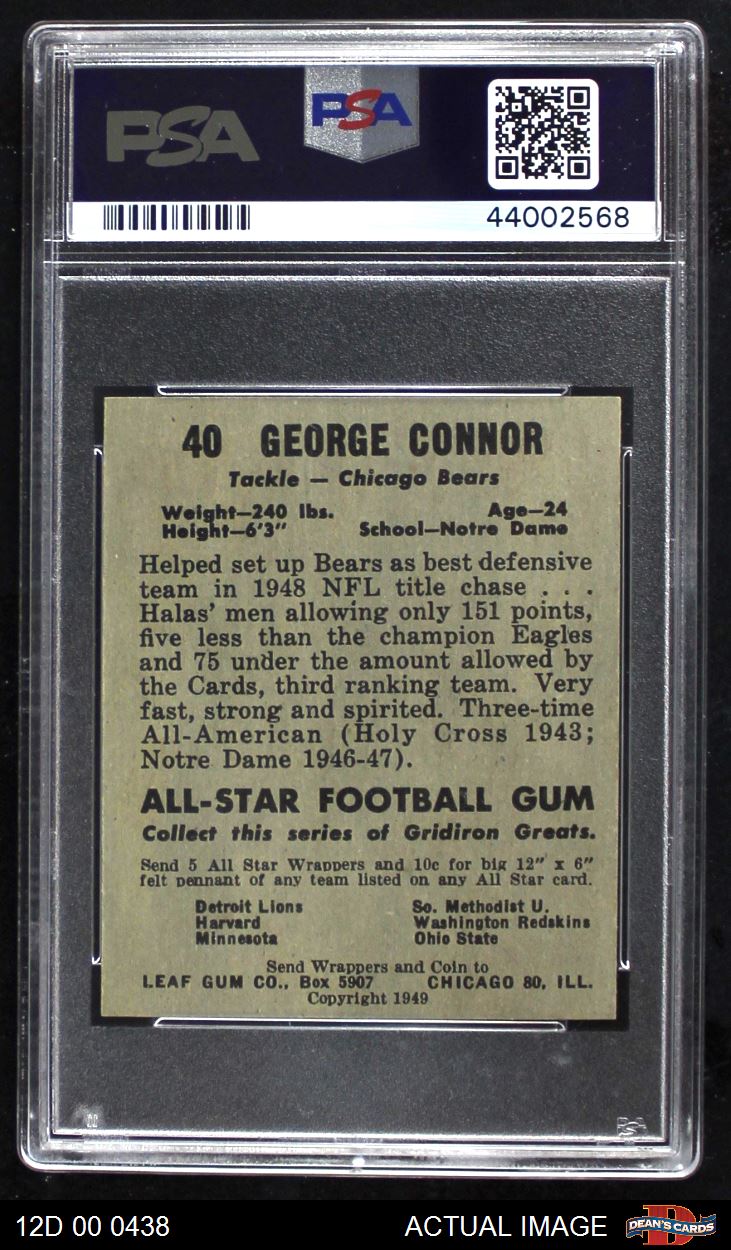 PSA PSA
44002568
40 GEORGE CONNOR
Tackle — Chicago Bears
Weight—240 lbs. Age—24
Height—6'3" School—Notre Dame
Helped set up Bears as best defensive
team in 1948 NFL title chase . . .
Halas' men allowing only 151 points,
five less than the champion Eagles
and 75 under the amount allowed by
the Cards, third ranking team. Very
fast, strong and spirited. Three-time
All-American (Holy Cross 1943;
Notre Dame 1946-47).
ALL-STAR FOOTBALL GUM
Collect this series of Gridiron Greats.
Send 5 All Star Wrappers and 10c for big 12" x 6"
felt pennant of any team listed on any All Star card.
Detroit Lions So. Methodist U.
Harvard Washington Redskins
Minnesota Ohio State
Send Wrappers and Coin to
LEAF GUM CO., Box 5907 CHICAGO 80, ILL.
Copyright 1949
PSA
12D 00 0438 ACTUAL IMAGE DEAN'S CARDS